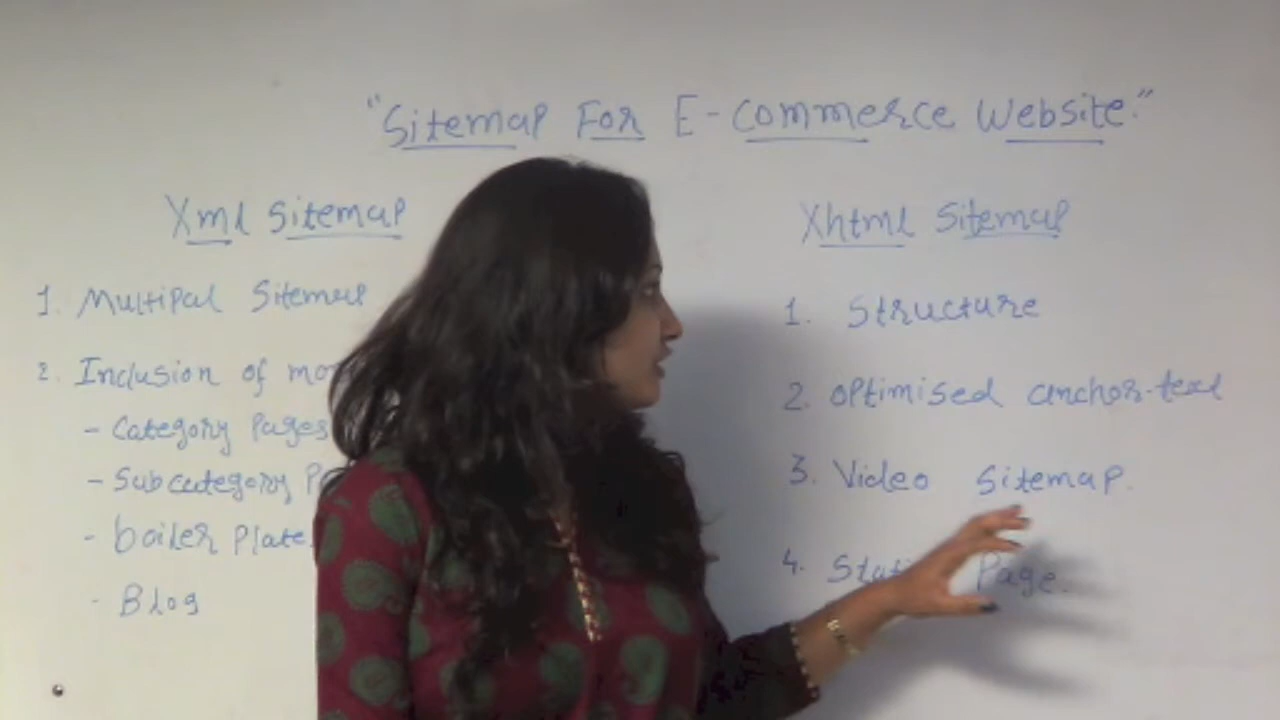 "Sitemap For E-commerce Website."
Xml Sitemap
1. Multipal Sitemap
2. Inclusion of
- Category Pages
- Subcategory
- boiler Plate
- Blog
Xhtml Sitemap
1. Structure
2. Optimised anchor-text
3. Video Sitemap.
4. Page.